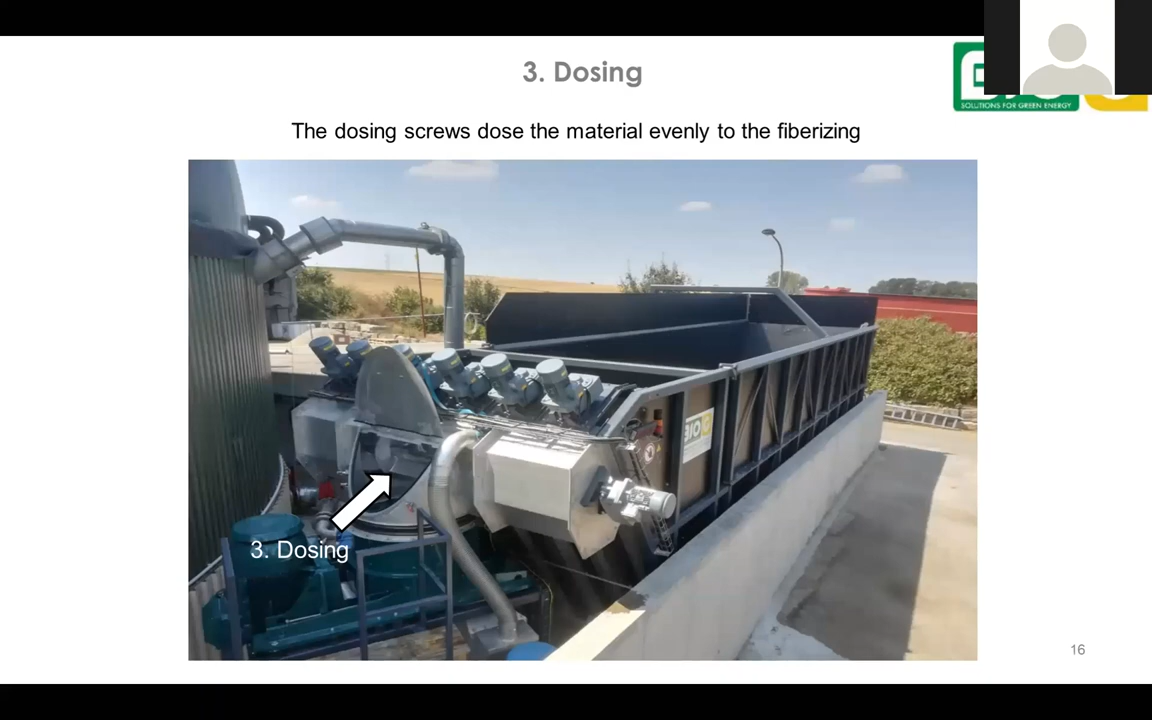 3. Dosing
SOLUTIONS FOR GREEN ENERGY
The dosing screws dose the material evenly to the fiberizing
BIOG
3. Dosing
16